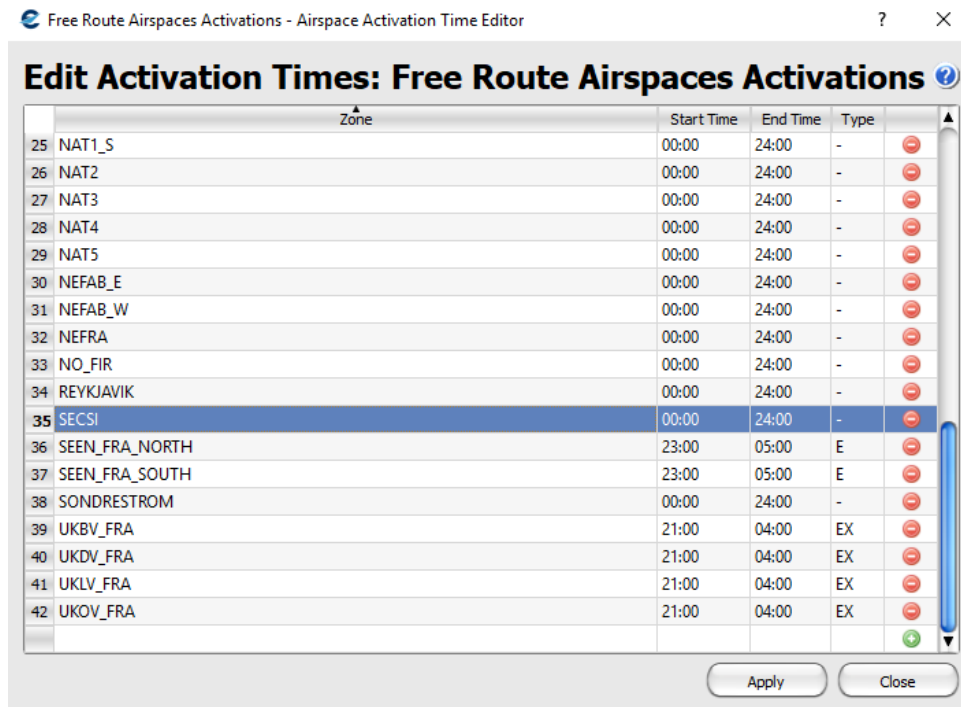 Free Route Airspaces Activations - Airspace Activation Time Editor ? ×
Edit Activation Times: Free Route Airspaces Activations ?
Zone Start Time End Time Type
25 NAT1_S 00:00 24:00 -
26 NAT2 00:00 24:00 -
27 NAT3 00:00 24:00 -
28 NAT4 00:00 24:00 -
29 NAT5 00:00 24:00 -
30 NEFAB_E 00:00 24:00 -
31 NEFAB_W 00:00 24:00 -
32 NEFRA 00:00 24:00 -
33 NO_FIR 00:00 24:00 -
34 REYKJAVIK 00:00 24:00 -
35 SECSI 00:00 24:00 -
36 SEEN_FRA_NORTH 23:00 05:00 E
37 SEEN_FRA_SOUTH 23:00 05:00 E
38 SONDRESTROM 00:00 24:00 -
39 UKBV_FRA 21:00 04:00 EX
40 UKDV_FRA 21:00 04:00 EX
41 UKLV_FRA 21:00 04:00 EX
42 UKOV_FRA 21:00 04:00 EX
Apply Close